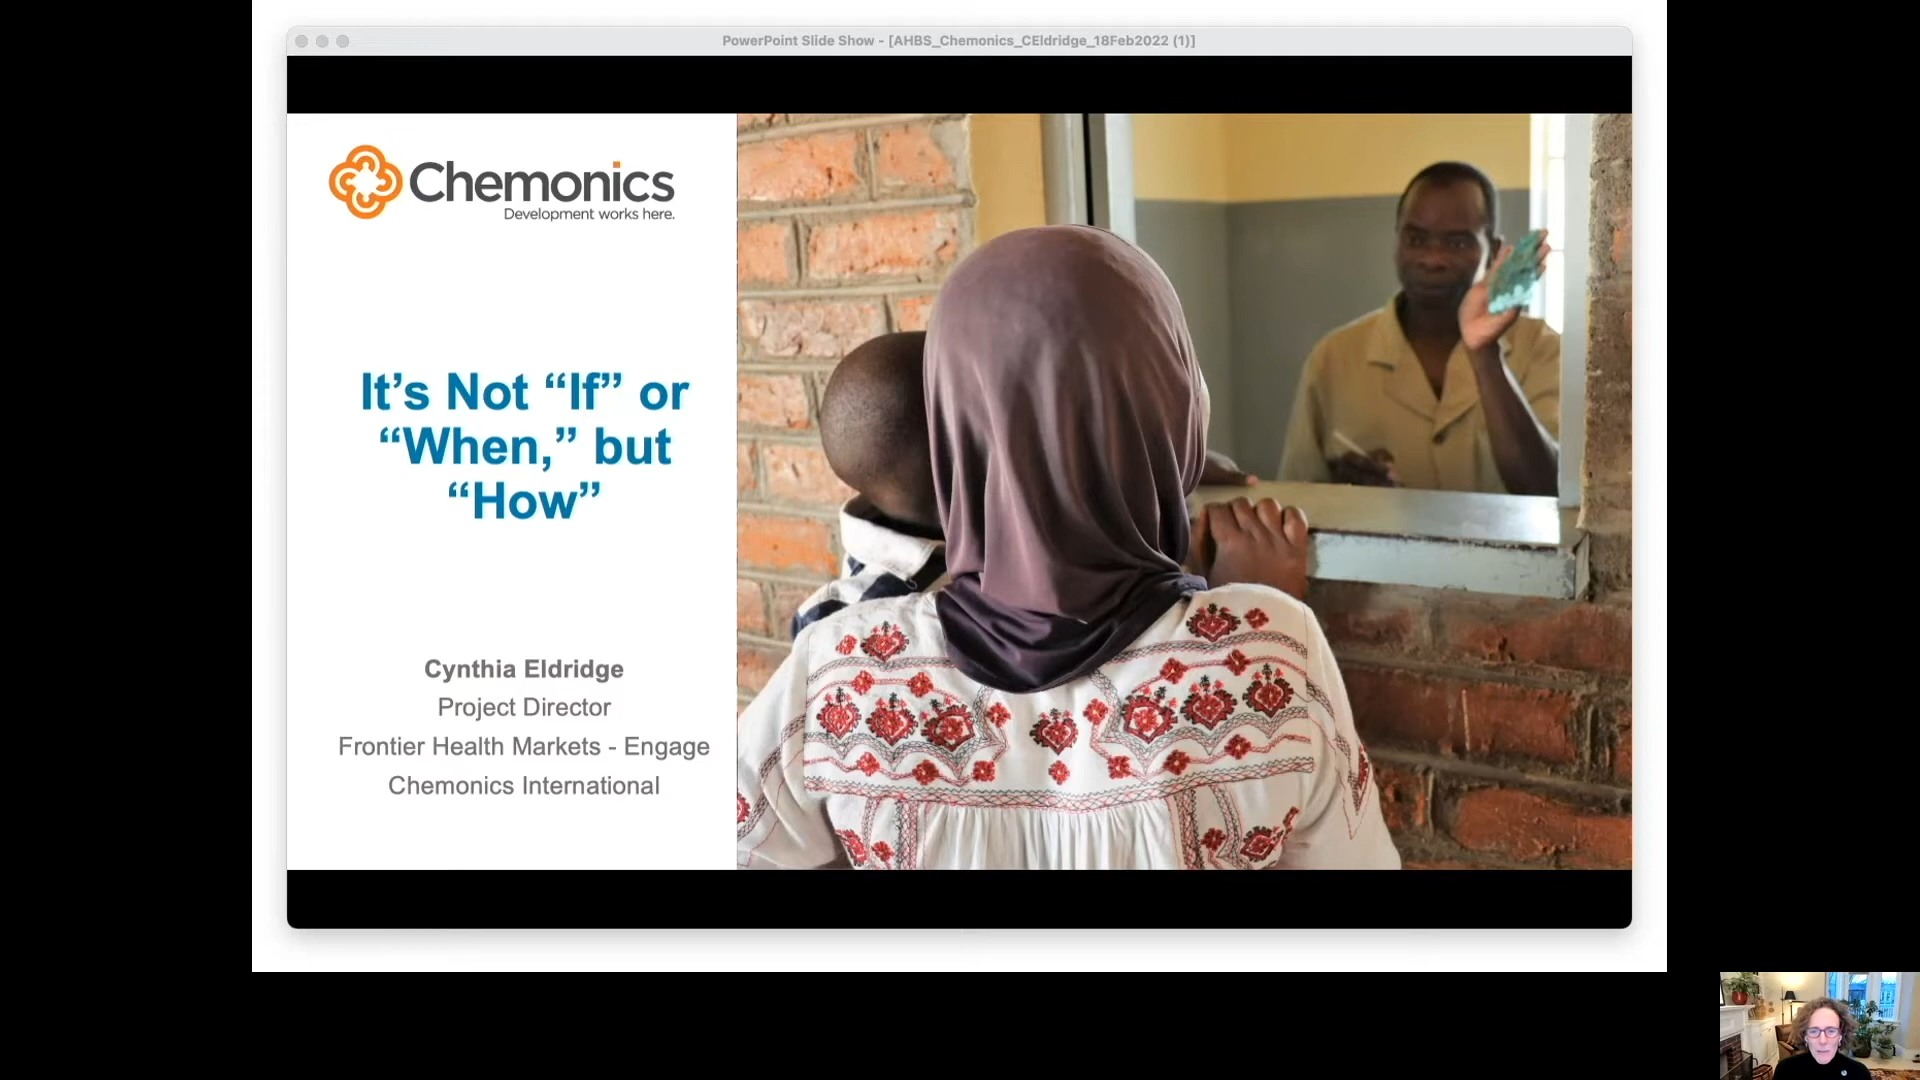 PowerPoint Slide Show - [AHBS_Chemonics_CEldridge_18Feb2022 (1)]
Chemonics
Development works here.
It’s Not “If” or
“When,” but
“How”
Cynthia Eldridge
Project Director
Frontier Health Markets - Engage
Chemonics International